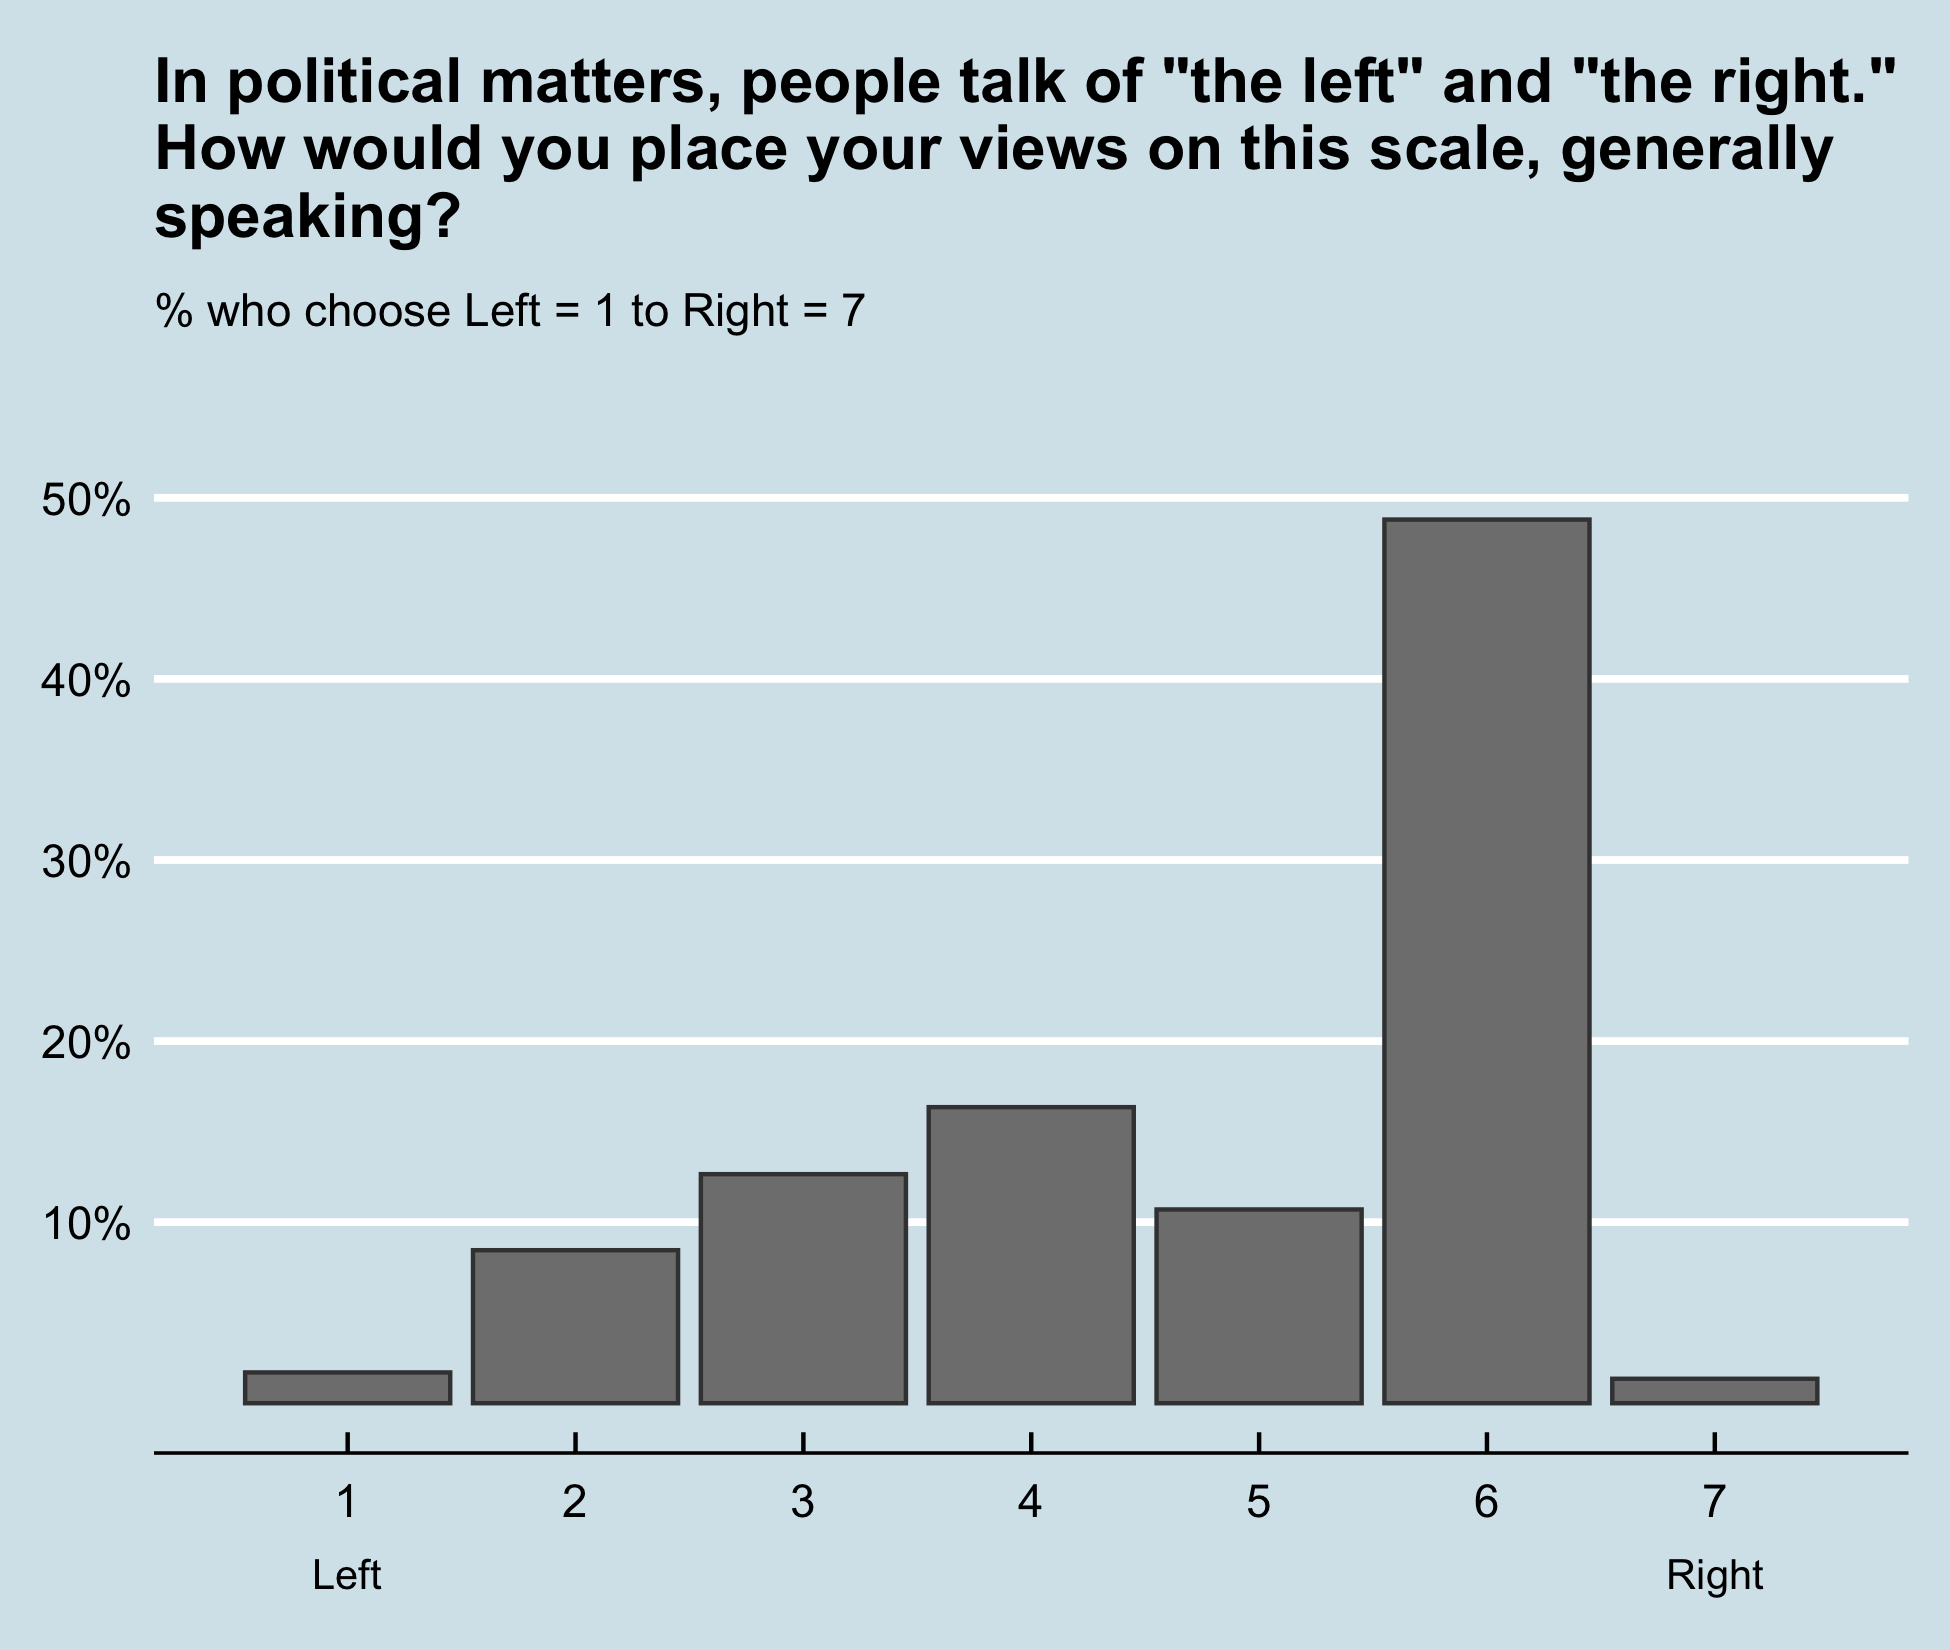 In political matters, people talk of "the left" and "the right."
How would you place your views on this scale, generally
speaking?
% who choose Left = 1 to Right = 7
50%
40%
30%
20%
10%
1 2 3 4 5 6 7
Left Right